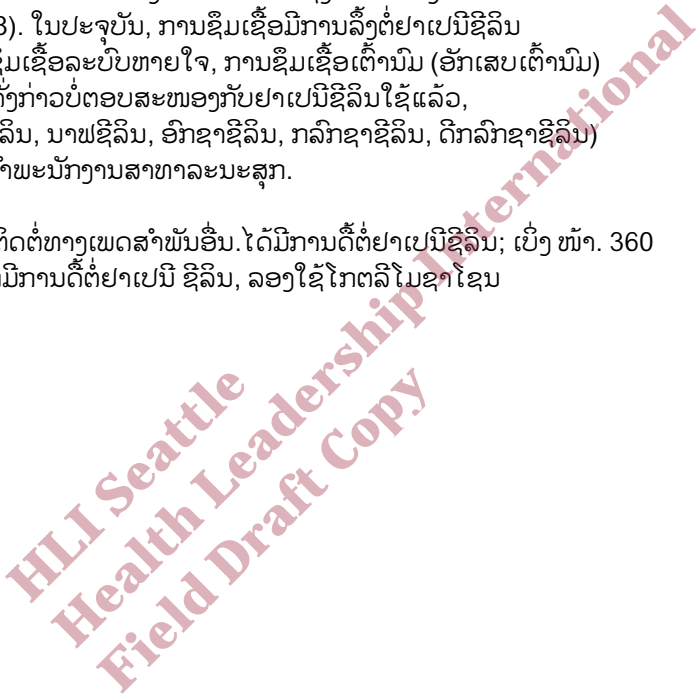 3). ໃນປະຈຸບັນ, ການຊຶມເຊື້ອມີການລຶ້ງຕໍ່ຢາເປນີຊີລິນ
ຊຶມເຊື້ອລະບົບຫາຍໃຈ, ການຊຶມເຊື້ອເຕົ້ານົມ (ອັກເສບເຕົ້ານົມ)
ດັ່ງກ່າວບໍ່ຕອບສະໜອງກັບຢາເປນີຊີລິນໃຊ້ແລ້ວ,
ລິນ, ນາຟຊີລິນ, ອົກຊາຊີລິນ, ກລົກຊາຊີລິນ, ດີກລົກຊາຊີລິນ)
ຳພະນັກງານສາທາລະນະສຸກ.
ຕິດຕໍ່ທາງເພດສຳພັນອື່ນ.ໄດ້ມີການດື້ຕໍ່ຢາເປນີຊີລິນ; ເບິ່ງ ໜ້າ. 360
ມີການດື້ຕໍ່ຢາເປນີ ຊີລິນ, ລອງໃຊ້ໂກຕລີໂມຊາໂຊນ
HLI Seattle
Health Leadership International
Field Draft Copy